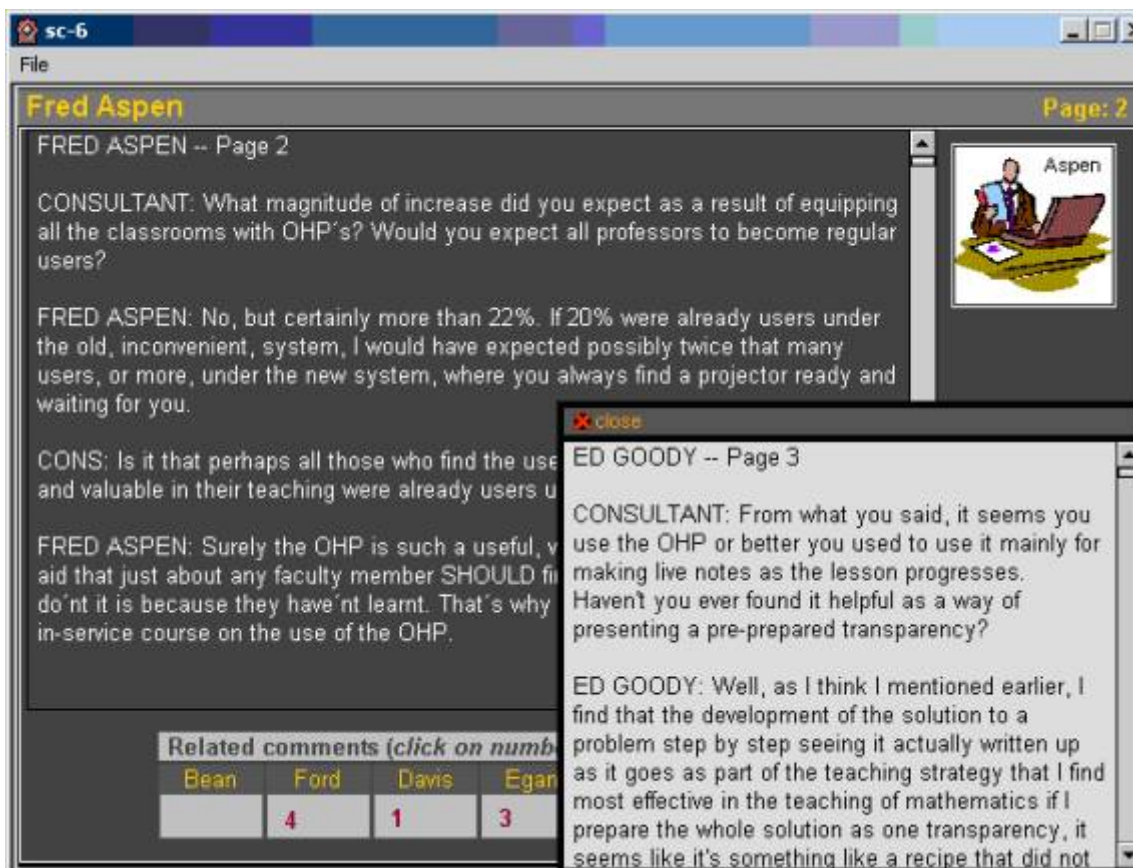 sc-6
File
Fred Aspen
Page: 2
FRED ASPEN -- Page 2
CONSULTANT: What magnitude of increase did you expect as a result of equipping
all the classrooms with OHP´s? Would you expect all professors to become regular
users?
FRED ASPEN: No, but certainly more than 22%. If 20% were already users under
the old, inconvenient, system, I would have expected possibly twice that many
users, or more, under the new system, where you always find a projector ready and
waiting for you.
CONS: Is it that perhaps all those who find the use
and valuable in their teaching were already users u
FRED ASPEN: Surely the OHP is such a useful, v
aid that just about any faculty member SHOULD fi
do´nt it is because they have´nt learnt. That´s why
in-service course on the use of the OHP.
Aspen
Related comments (click on numbe
Bean Ford Davis Egan
4 1 3
close
ED GOODY -- Page 3
CONSULTANT: From what you said, it seems you
use the OHP or better you used to use it mainly for
making live notes as the lesson progresses.
Haven't you ever found it helpful as a way of
presenting a pre-prepared transparency?
ED GOODY: Well, as I think I mentioned earlier, I
find that the development of the solution to a
problem step by step seeing it actually written up
as it goes as part of the teaching strategy that I find
most effective in the teaching of mathematics if I
prepare the whole solution as one transparency, it
seems like it's something like a recipe that did not